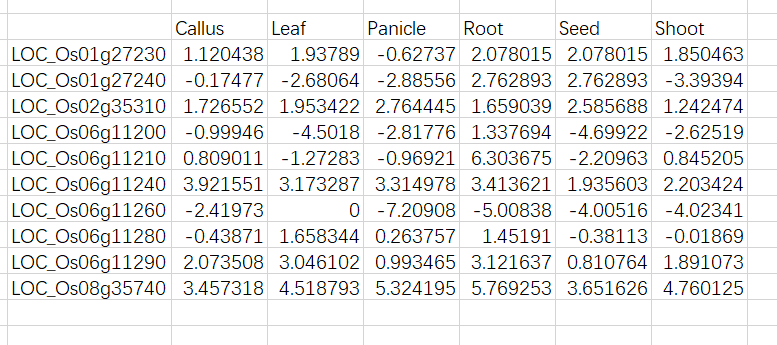 Callus Leaf Panicle Root Seed Shoot
LOC_Os01g27230 1.120438 1.93789 -0.62737 2.078015 2.078015 1.850463
LOC_Os01g27240 -0.17477 -2.68064 -2.88556 2.762893 2.762893 -3.39394
LOC_Os02g35310 1.726552 1.953422 2.764445 1.659039 2.585688 1.242474
LOC_Os06g11200 -0.99946 -4.5018 -2.81776 1.337694 -4.69922 -2.62519
LOC_Os06g11210 0.809011 -1.27283 -0.96921 6.303675 -2.20963 0.845205
LOC_Os06g11240 3.921551 3.173287 3.314978 3.413621 1.935603 2.203424
LOC_Os06g11260 -2.41973 0 -7.20908 -5.00838 -4.00516 -4.02341
LOC_Os06g11280 -0.43871 1.658344 0.263757 1.45191 -0.38113 -0.01869
LOC_Os06g11290 2.073508 3.046102 0.993465 3.121637 0.810764 1.891073
LOC_Os08g35740 3.457318 4.518793 5.324195 5.769253 3.651626 4.760125